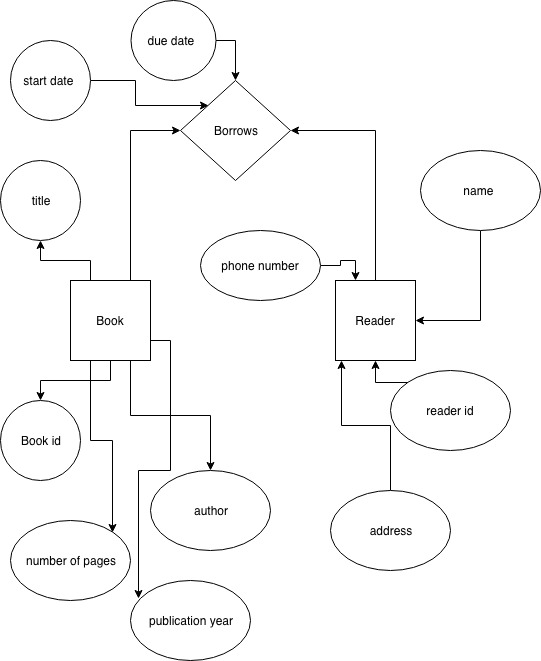 due date
start date
Borrows
title
name
phone number
Book
Reader
Book id
reader id
author
address
number of pages
publication year